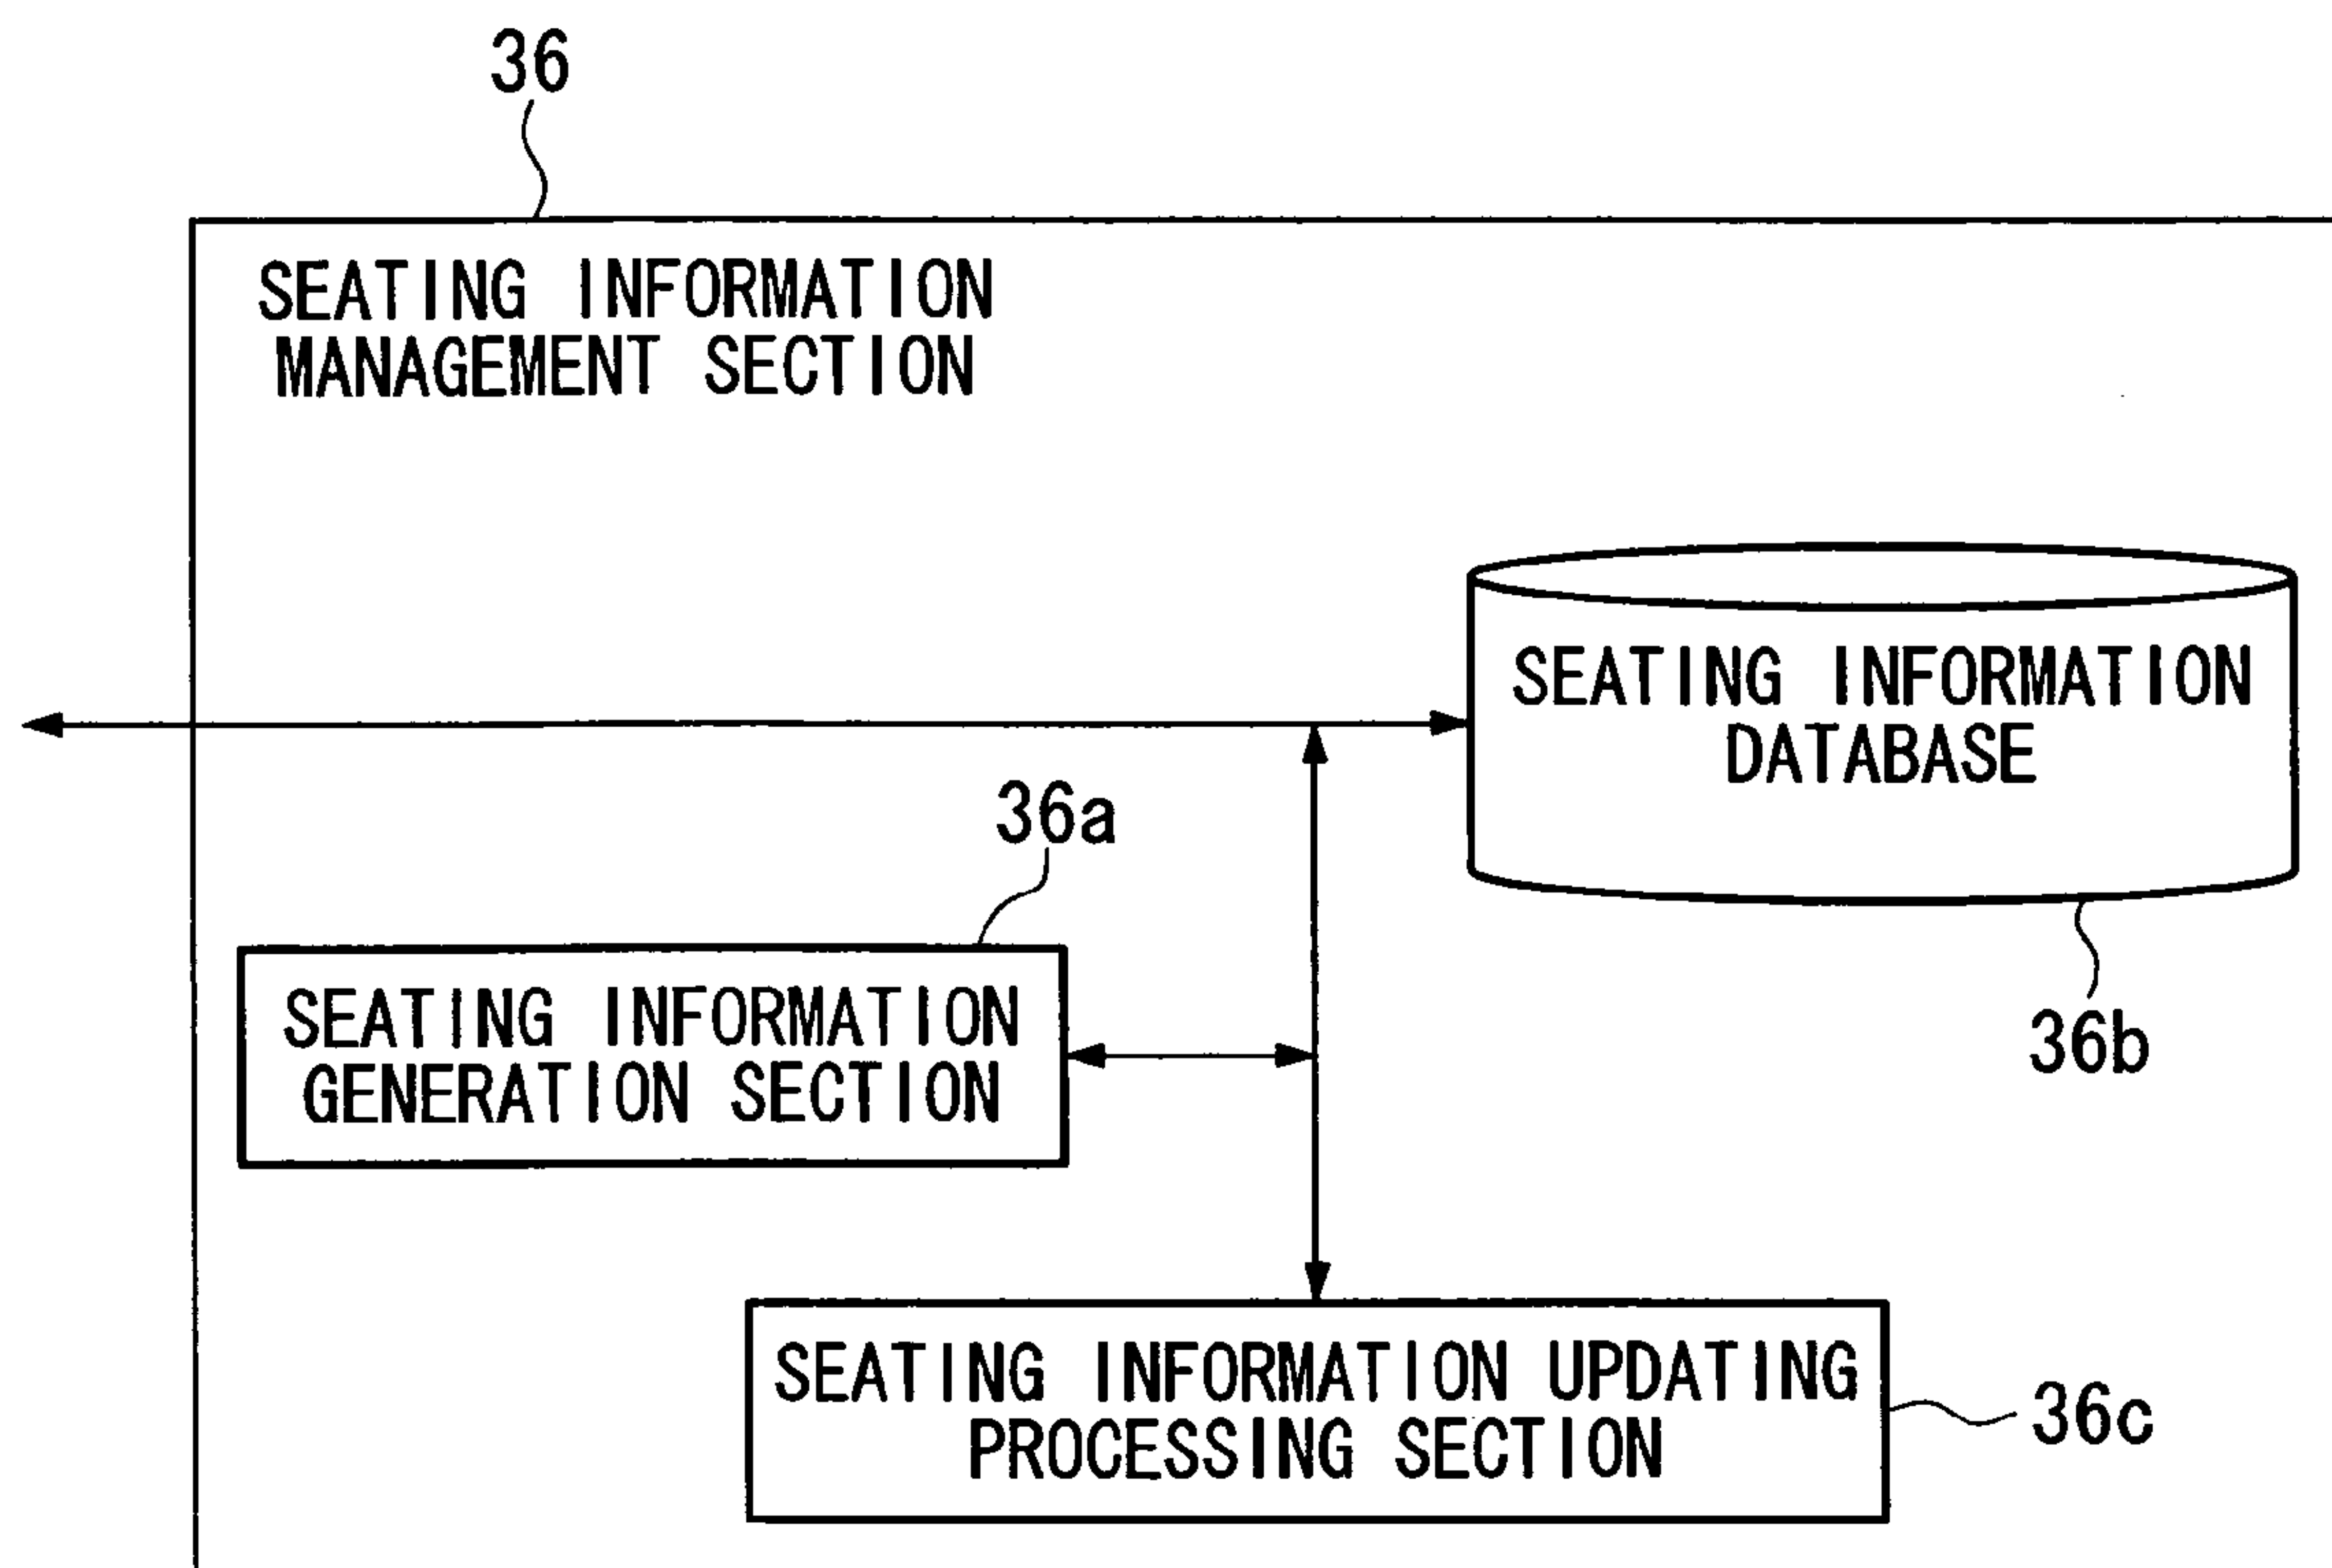 36
SEATING INFORMATION
MANAGEMENT SECTION
SEATING INFORMATION
DATABASE
36a
SEATING INFORMATION
GENERATION SECTION
36b
SEATING INFORMATION UPDATING
PROCESSING SECTION
36c